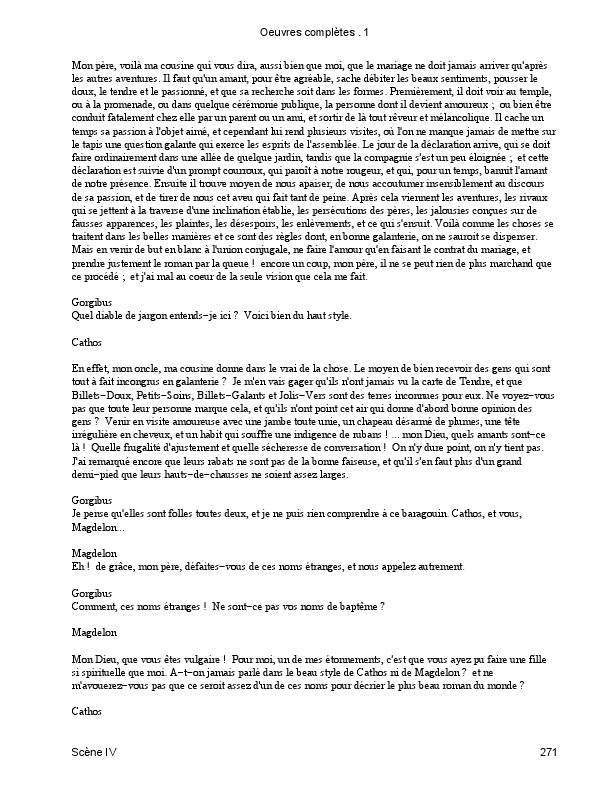 Oeuvres complètes . 1
Mon père, voilà ma cousine qui vous dira, aussi bien que moi, que le mariage ne doit jamais arriver qu'après
les autres aventures. Il faut qu'un amant, pour être agréable, sache débiter les beaux sentiments, pousser le
doux, le tendre et le passionné, et que sa recherche soit dans les formes. Premièrement, il doit voir au temple,
ou à la promenade, ou dans quelque cérémonie publique, la personne dont il devient amoureux ; ou bien être
conduit fatalement chez elle par un parent ou un ami, et sortir de là tout rêveur et mélancolique. Il cache un
temps sa passion à l'objet aimé, et cependant lui rend plusieurs visites, où l'on ne manque jamais de mettre sur
le tapis une question galante qui exerce les esprits de l'assemblée. Le jour de la déclaration arrive, qui se doit
faire ordinairement dans une allée de quelque jardin, tandis que la compagnie s'est un peu éloignée ; et cette
déclaration est suivie d'un prompt courroux, qui paroît à notre rougeur, et qui, pour un temps, bannit l'amant
de notre présence. Ensuite il trouve moyen de nous apaiser, de nous accoutumer insensiblement au discours
de sa passion, et de tirer de nous cet aveu qui fait tant de peine. Après cela viennent les aventures, les rivaux
qui se jettent à la traverse d'une inclination établie, les persécutions des pères, les jalousies conçues sur de
fausses apparences, les plaintes, les désespoirs, les enlèvements, et ce qui s'ensuit. Voilà comme les choses se
traitent dans les belles manières et ce sont des règles dont, en bonne galanterie, on ne sauroit se dispenser.
Mais en venir de but en blanc à l'union conjugale, ne faire l'amour qu'en faisant le contrat du mariage, et
prendre justement le roman par la queue ! encore un coup, mon père, il ne se peut rien de plus marchand que
ce procédé ; et j'ai mal au coeur de la seule vision que cela me fait.
Gorgibus
Quel diable de jargon entends−je ici ? Voici bien du haut style.
Cathos
En effet, mon oncle, ma cousine donne dans le vrai de la chose. Le moyen de bien recevoir des gens qui sont
tout à fait incongrus en galanterie ? Je m'en vais gager qu'ils n'ont jamais vu la carte de Tendre, et que
Billets−Doux, Petits−Soins, Billets−Galants et Jolis−Vers sont des terres inconnues pour eux. Ne voyez−vous
pas que toute leur personne marque cela, et qu'ils n'ont point cet air qui donne d'abord bonne opinion des
gens ? Venir en visite amoureuse avec une jambe toute unie, un chapeau désarmé de plumes, une tête
irrégulière en cheveux, et un habit qui souffre une indigence de rubans ! ... mon Dieu, quels amants sont−ce
là ! Quelle frugalité d'ajustement et quelle sécheresse de conversation ! On n'y dure point, on n'y tient pas.
J'ai remarqué encore que leurs rabats ne sont pas de la bonne faiseuse, et qu'il s'en faut plus d'un grand
demi−pied que leurs hauts−de−chausses ne soient assez larges.
Gorgibus
Je pense qu'elles sont folles toutes deux, et je ne puis rien comprendre à ce baragouin. Cathos, et vous,
Magdelon...
Magdelon
Eh ! de grâce, mon père, défaites−vous de ces noms étranges, et nous appelez autrement.
Gorgibus
Comment, ces noms étranges ! Ne sont−ce pas vos noms de baptême ?
Magdelon
Mon Dieu, que vous êtes vulgaire ! Pour moi, un de mes étonnements, c'est que vous ayez pu faire une fille
si spirituelle que moi. A−t−on jamais parlé dans le beau style de Cathos ni de Magdelon ? et ne
m'avouerez−vous pas que ce seroit assez d'un de ces noms pour décrier le plus beau roman du monde ?
Cathos
Scène IV
271